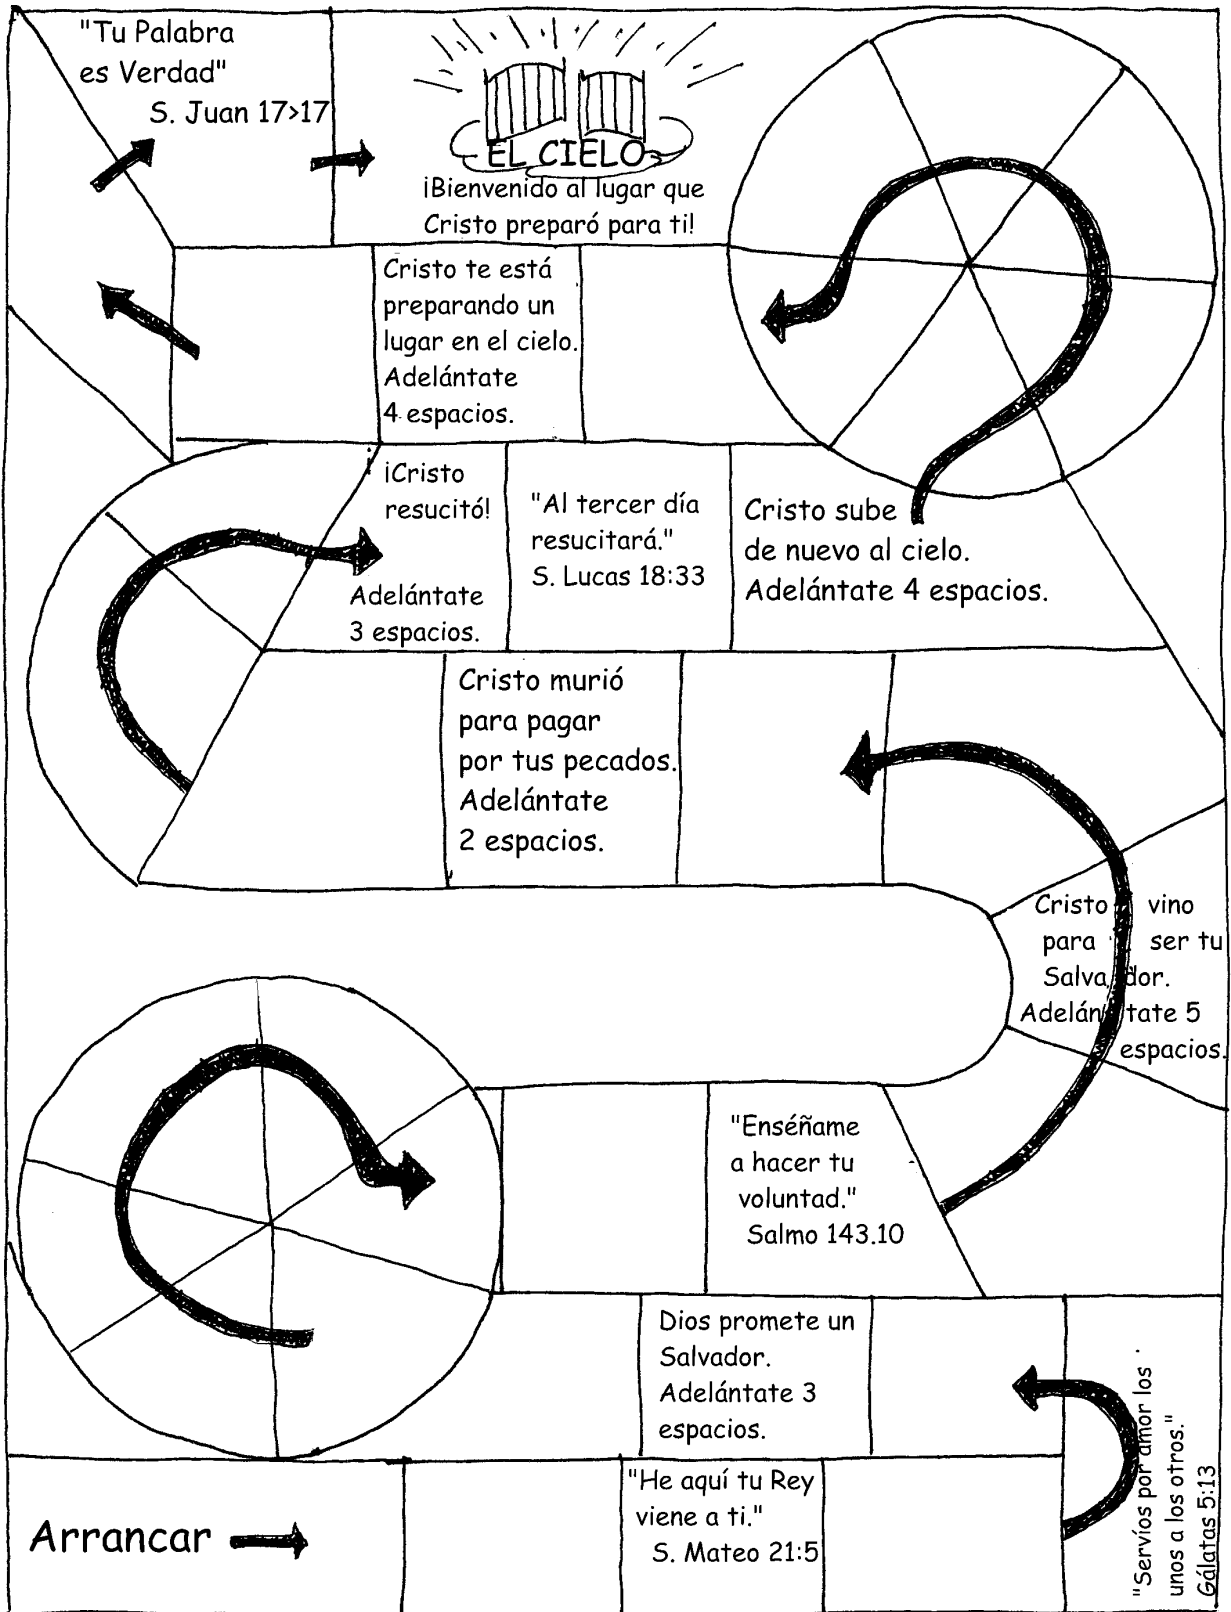 "Tu Palabra
es Verdad"
S. Juan 17>17
EL CIELO
¡Bienvenido al lugar que
Cristo preparó para ti!
Cristo te está
preparando un
lugar en el cielo.
Adelántate
4 espacios.
¡Cristo
resucitó!
Adelántate
3 espacios.
"Al tercer día
resucitará."
S. Lucas 18:33
Cristo sube
de nuevo al cielo.
Adelántate 4 espacios.
Cristo murió
para pagar
por tus pecados.
Adelántate
2 espacios.
Cristo vino
para ser tu
Salvador.
Adelántate 5
espacios.
"Enséñame
a hacer tu
voluntad."
Salmo 143.10
Dios promete un
Salvador.
Adelántate 3
espacios.
"Servíos por amor los
unos a los otros."
Gálatas 5:13
"He aquí tu Rey
viene a ti."
S. Mateo 21:5
Arrancar